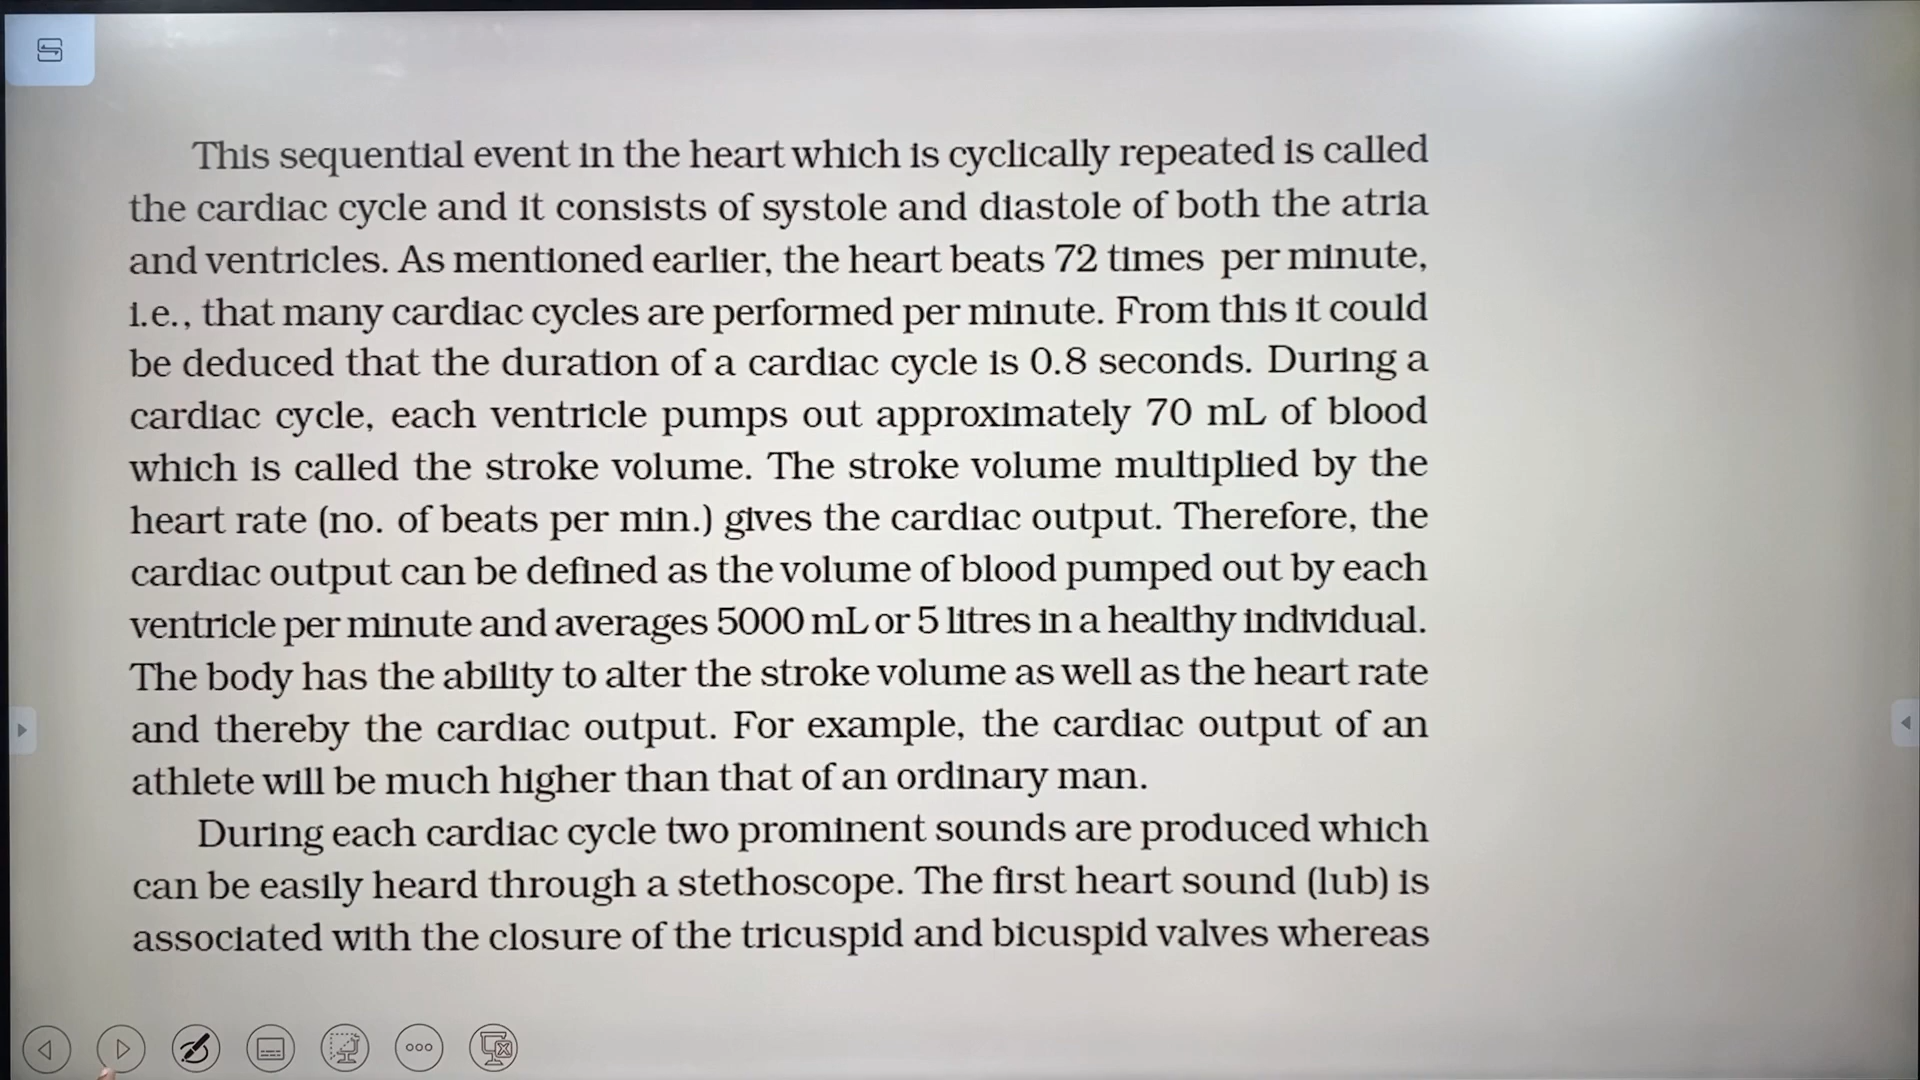 This sequential event in the heart which is cyclically repeated is called
the cardiac cycle and it consists of systole and diastole of both the atria
and ventricles. As mentioned earlier, the heart beats 72 times per minute,
i.e., that many cardiac cycles are performed per minute. From this it could
be deduced that the duration of a cardiac cycle is 0.8 seconds. During a
cardiac cycle, each ventricle pumps out approximately 70 mL of blood
which is called the stroke volume. The stroke volume multiplied by the
heart rate (no. of beats per min.) gives the cardiac output. Therefore, the
cardiac output can be defined as the volume of blood pumped out by each
ventricle per minute and averages 5000 mL or 5 litres in a healthy individual.
The body has the ability to alter the stroke volume as well as the heart rate
and thereby the cardiac output. For example, the cardiac output of an
athlete will be much higher than that of an ordinary man.
During each cardiac cycle two prominent sounds are produced which
can be easily heard through a stethoscope. The first heart sound (lub) is
associated with the closure of the tricuspid and bicuspid valves whereas